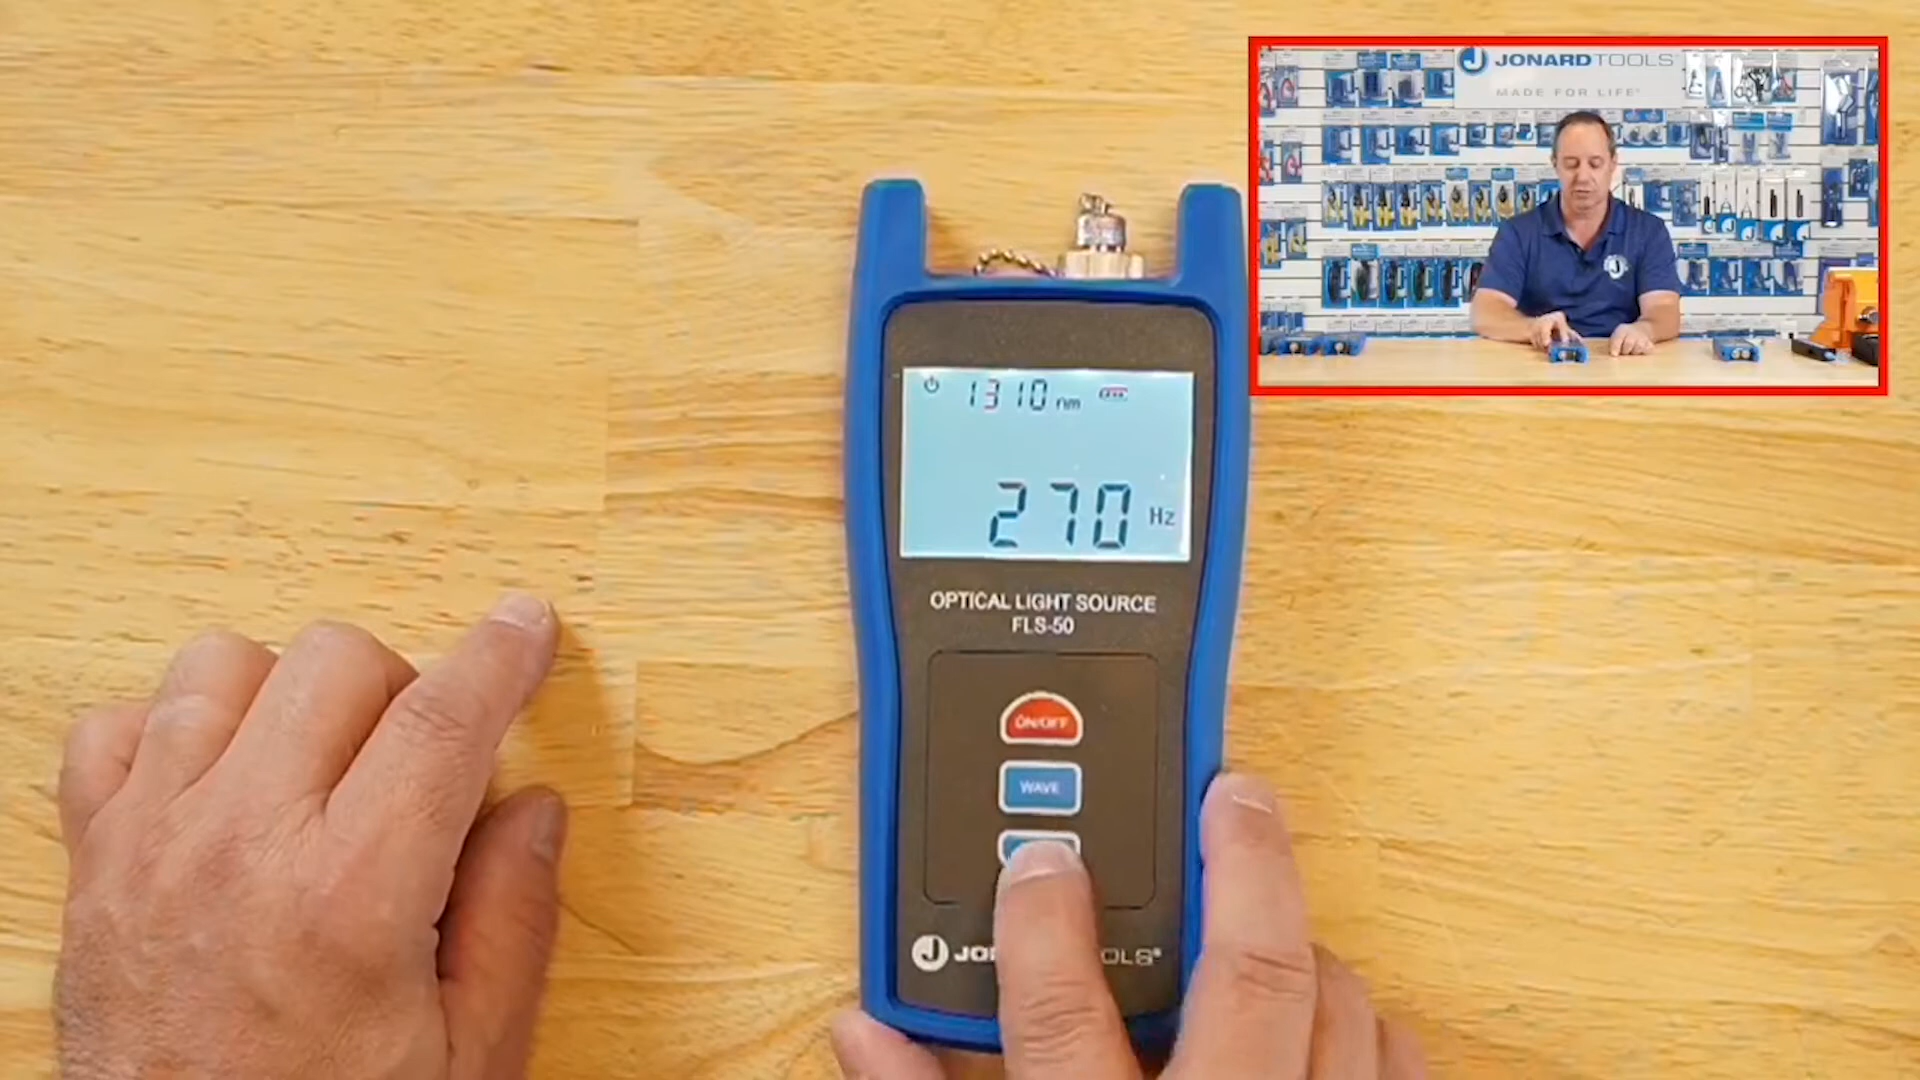 JONARD TOOLS
MADE FOR LIFE®
1310 nm
270 Hz
OPTICAL LIGHT SOURCE
FLS-50
ON/OFF
WAVE